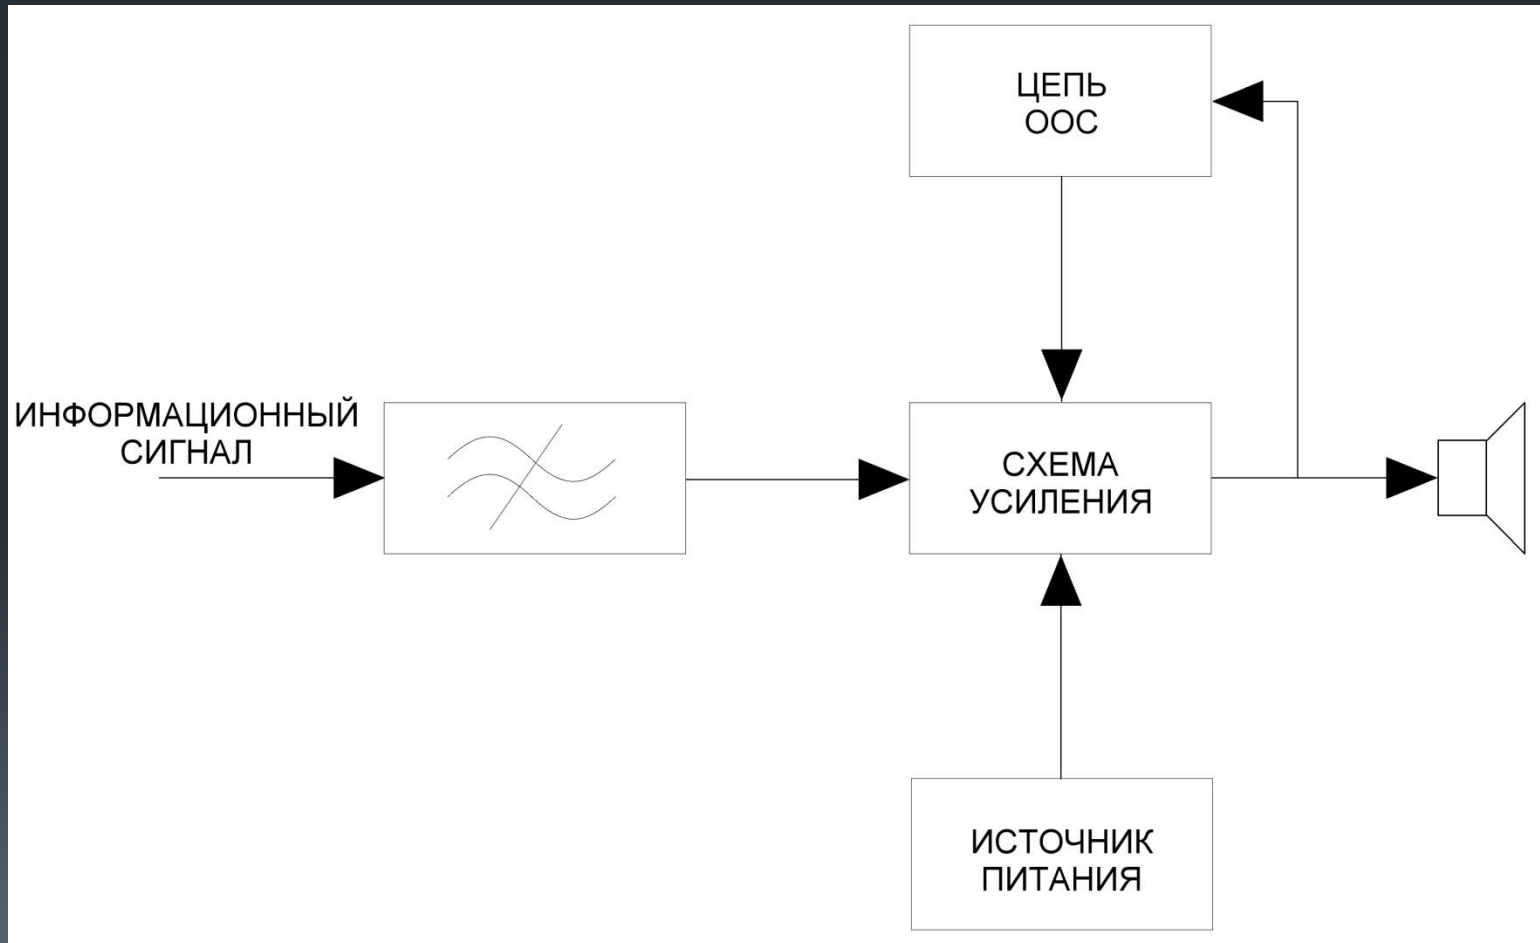 ЦЕПЬ
ООС
ИНФОРМАЦИОННЫЙ
СИГНАЛ
СХЕМА
УСИЛЕНИЯ
ИСТОЧНИК
ПИТАНИЯ